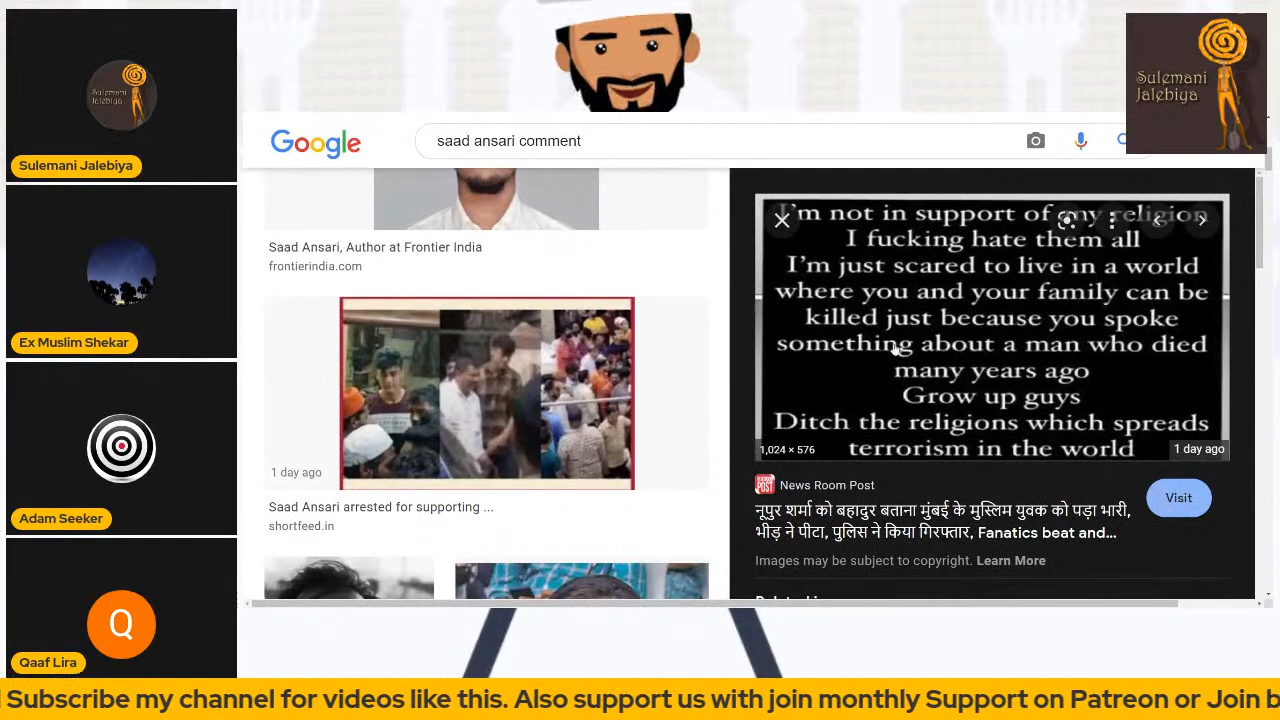 Sulemani Jalebiya
Sulemani Jalebiya
Ex Muslim Shekar
Adam Seeker
Q
Qaaf Lira
Google
saad ansari comment
Sulemani
Jalebiya
Saad Ansari, Author at Frontier India
frontierindia.com
1 day ago
Saad Ansari arrested for supporting ...
shortfeed.in
I'm not in support of any religion
I fucking hate them all
I'm just scared to live in a world
where you and your family can be
killed just because you spoke
something about a man who died
many years ago
Grow up guys
Ditch the religions which spreads
terrorism in the world
1,024 × 576
1 day ago
NEWSROOM POST
News Room Post
Visit
नूपुर शर्मा को बहादुर बताना मुंबई के मुस्लिम युवक को पड़ा भारी,
भीड़ ने पीटा, पुलिस ने किया गिरफ्तार, Fanatics beat and...
Images may be subject to copyright. Learn More
Subscribe my channel for videos like this. Also support us with join monthly Support on Patreon or Join